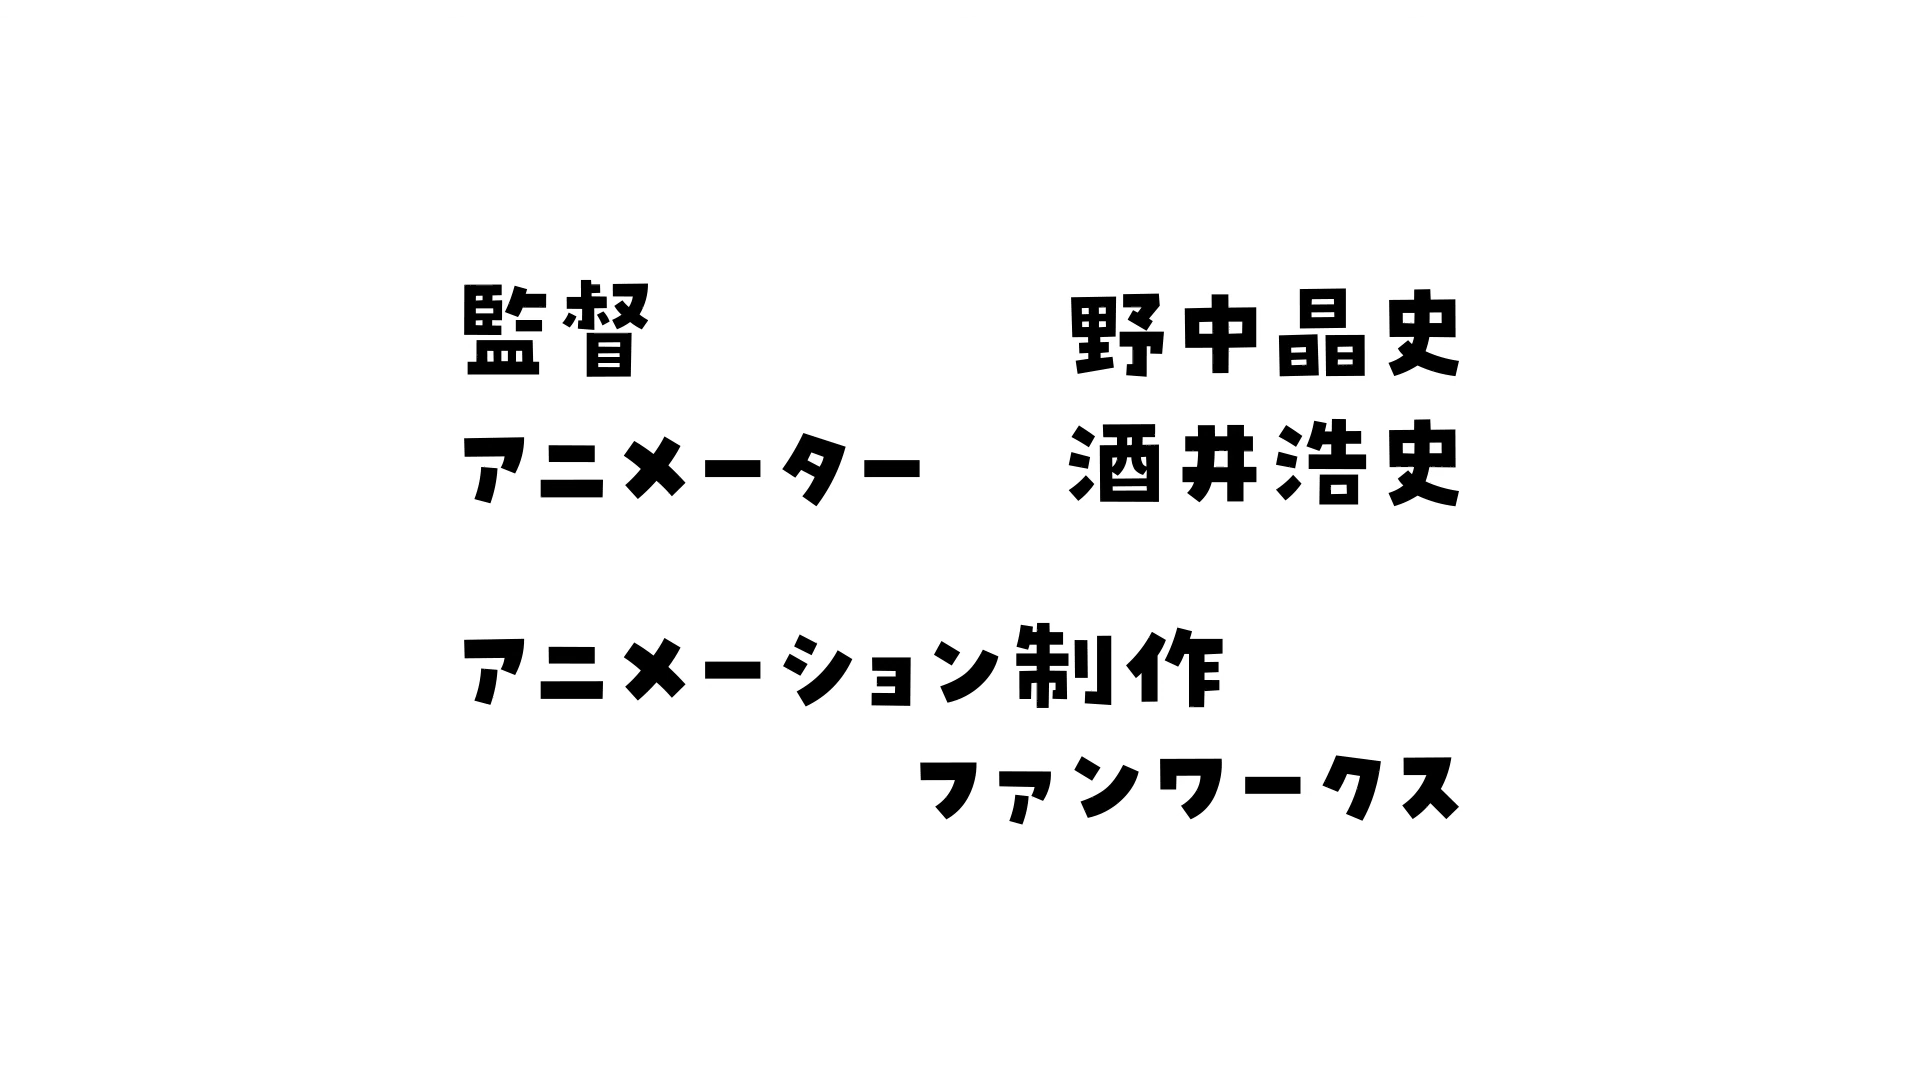 監督 野中晶史
アニメーター 酒井浩史
アニメーション制作
ファンワークス